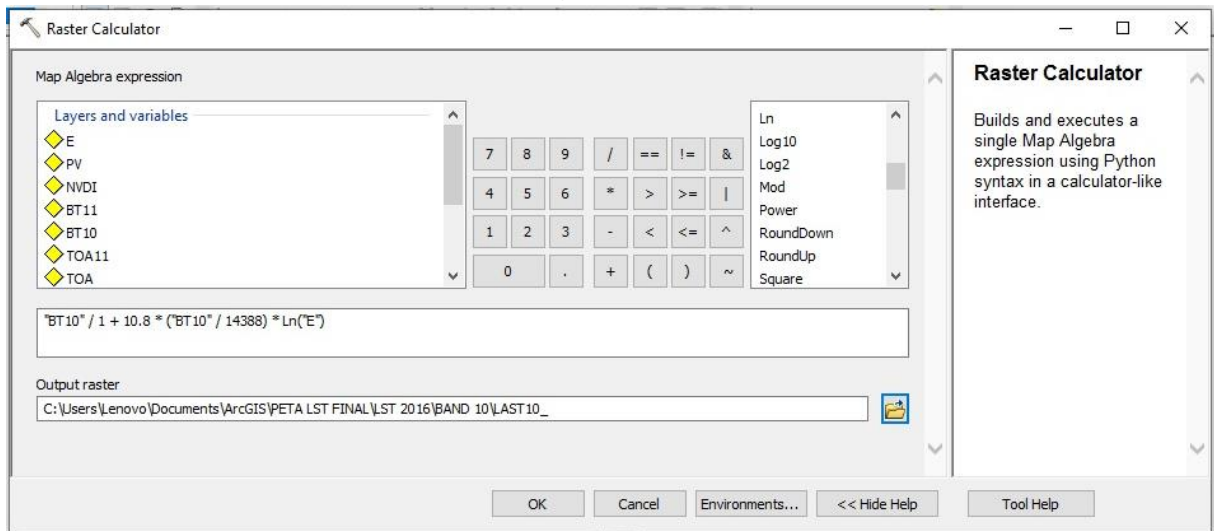 Raster Calculator
Map Algebra expression
Layers and variables
E
PV
NVDI
BT11
BT10
TOA11
TOA
7 8 9 / == != &
4 5 6 * > >= |
1 2 3 - < <= ^
0 . + ( ) ~
Ln
Log10
Log2
Mod
Power
RoundDown
RoundUp
Square
"BT10" / 1 + 10.8 * ("BT10" / 14388) * Ln("E")
Output raster
C:\Users\Lenovo\Documents\ArcGIS\PETA LST FINAL\LST 2016\BAND 10\LAST10_
OK Cancel Environments... << Hide Help Tool Help
Raster Calculator
Builds and executes a
single Map Algebra
expression using Python
syntax in a calculator-like
interface.